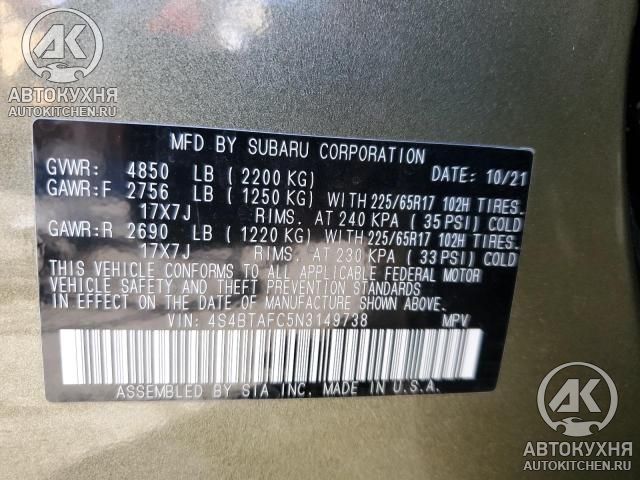 АВТОКУХНЯ
AUTOKITCHEN.RU
MFD BY SUBARU CORPORATION
GVWR: 4850 LB (2200 KG) DATE: 10/21
GAWR:F 2756 LB (1250 KG) WITH 225/65R17 102H TIRES.
17X7J RIMS. AT 240 KPA (35 PSI) COLD
GAWR:R 2690 LB (1220 KG) WITH 225/65R17 102H TIRES.
17X7J RIMS. AT 230 KPA (33 PSI) COLD
THIS VEHICLE CONFORMS TO ALL APPLICABLE FEDERAL MOTOR
VEHICLE SAFETY AND THEFT PREVENTION STANDARDS IN EFFECT
ON THE DATE OF MANUFACTURE SHOWN ABOVE.
VIN: 4S4BTAFC5N3149738 MPV
ASSEMBLED BY SIA INC. MADE IN U.S.A.
АК
АВТОКУХНЯ
AUTOKITCHEN.RU